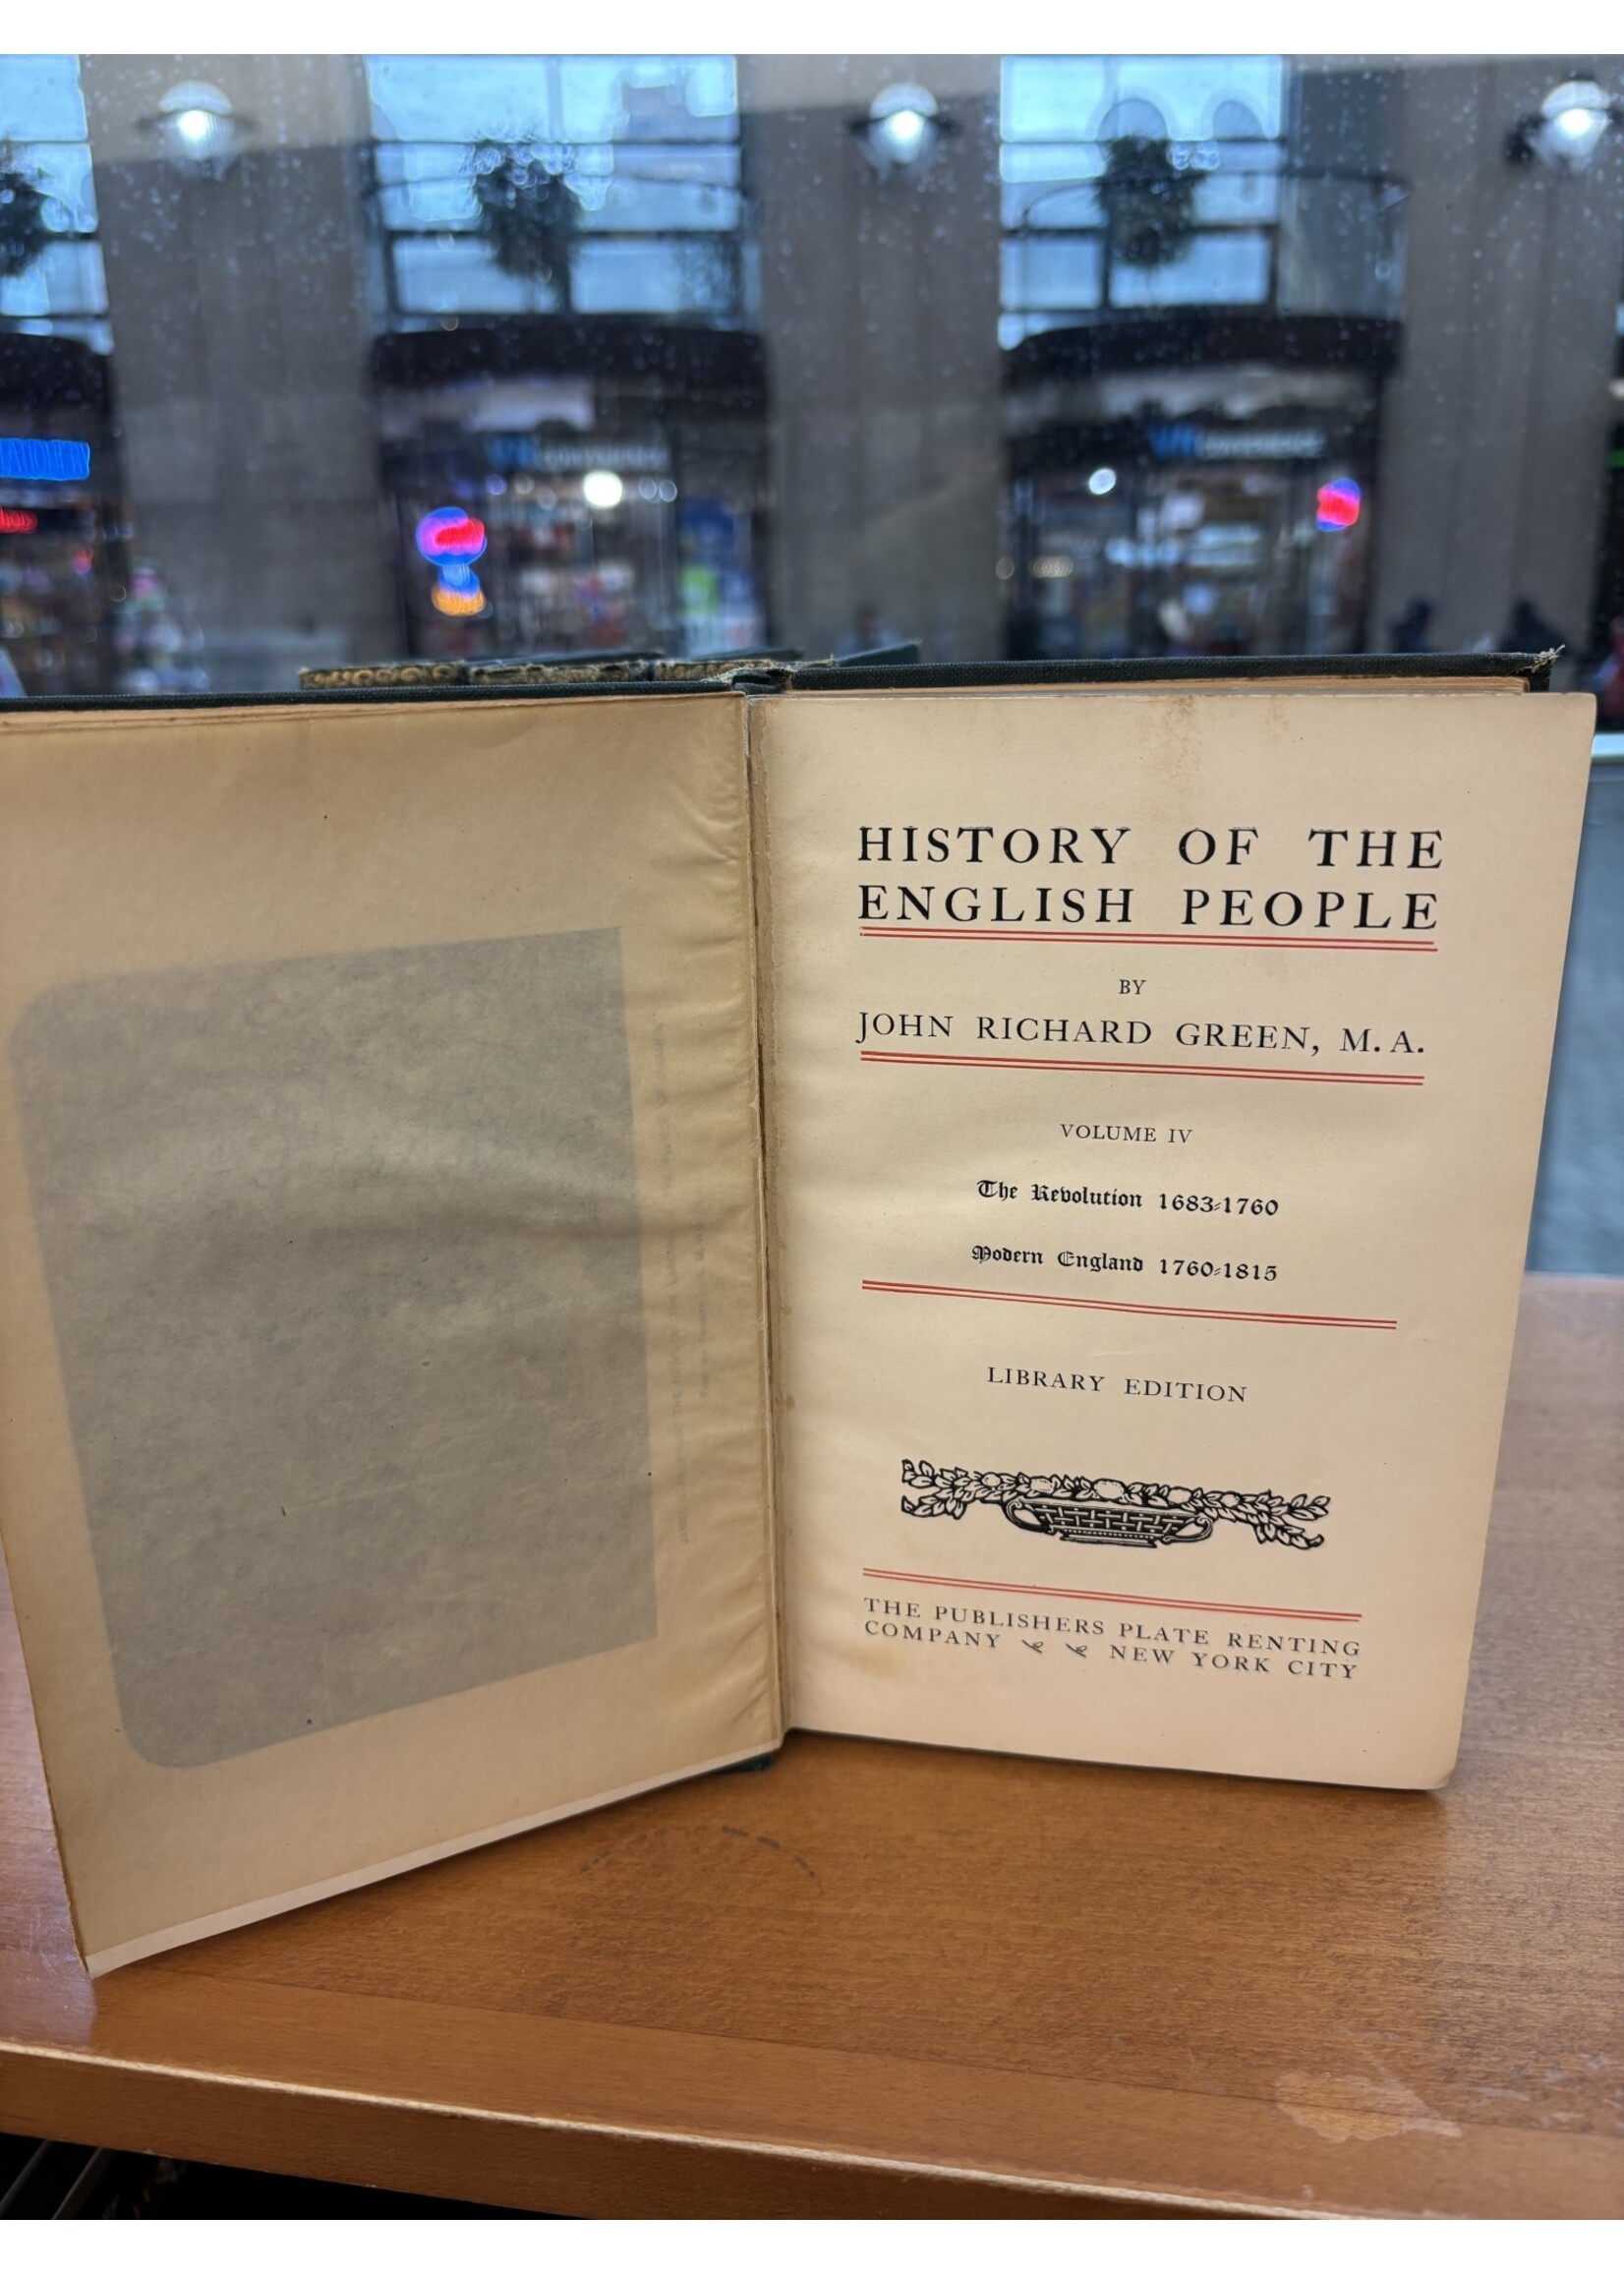 HISTORY OF THE
ENGLISH PEOPLE
BY
JOHN RICHARD GREEN, M. A.
VOLUME IV
The Revolution 1683-1760
Modern England 1760-1815
LIBRARY EDITION
THE PUBLISHERS PLATE RENTING
COMPANY NEW YORK CITY